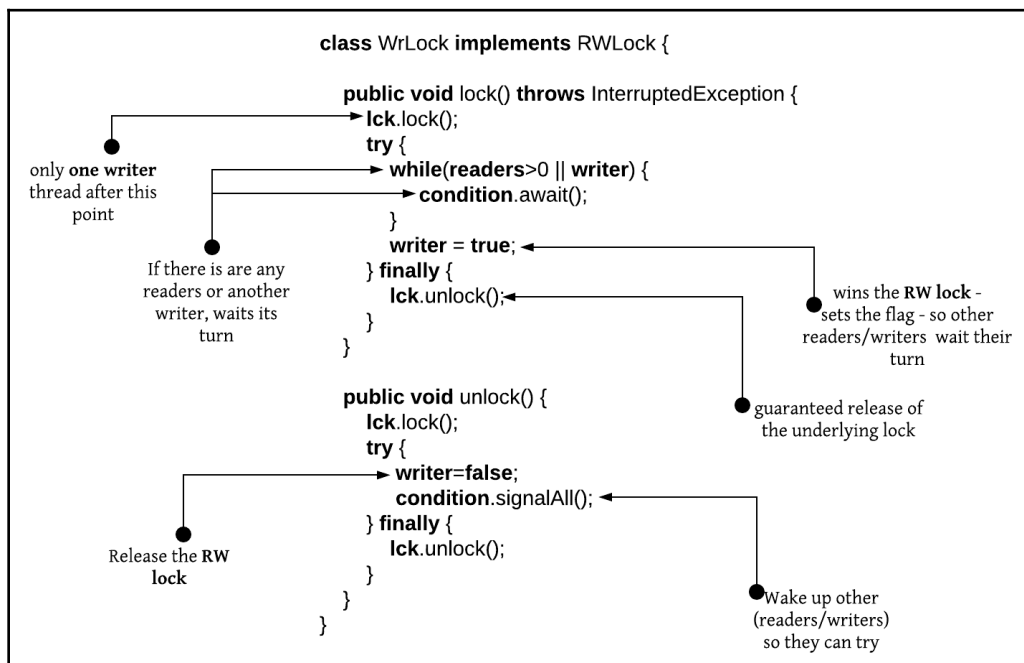 class WrLock implements RWLock {
public void lock() throws InterruptedException {
lck.lock();
try {
while(readers>0 || writer) {
condition.await();
}
writer = true;
} finally {
lck.unlock();
}
}
public void unlock() {
lck.lock();
try {
writer=false;
condition.signalAll();
} finally {
lck.unlock();
}
}
}
only one writer
thread after this
point
If there is are any
readers or another
writer, waits its
turn
wins the RW lock -
sets the flag - so other
readers/writers wait their
turn
guaranteed release of
the underlying lock
Release the RW
lock
Wake up other
(readers/writers)
so they can try